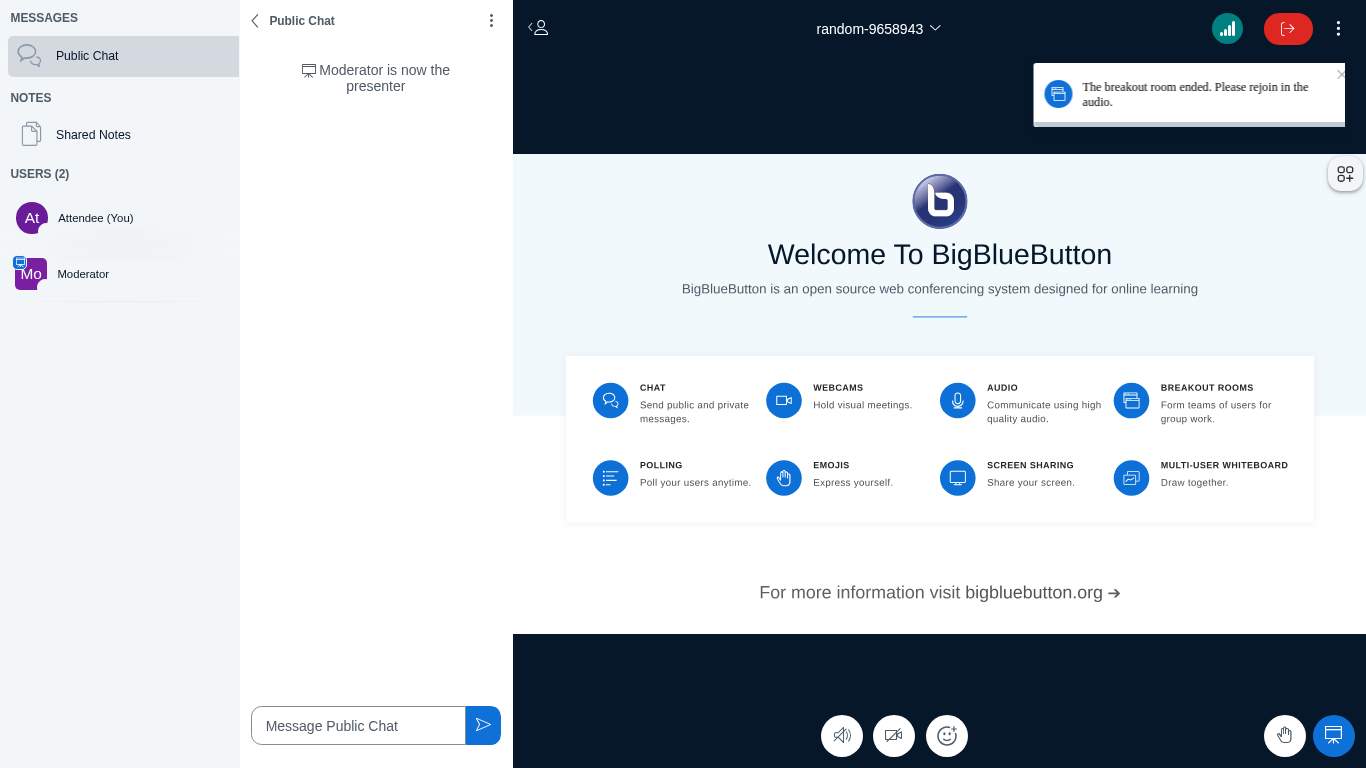 MESSAGES
Public Chat
NOTES
Shared Notes
USERS (2)
At
Attendee (You)
Mo
Moderator
Public Chat
Moderator is now the
presenter
Message Public Chat
random-9658943
The breakout room ended. Please rejoin in the
audio.
Welcome To BigBlueButton
BigBlueButton is an open source web conferencing system designed for online learning
CHAT
Send public and private
messages.
WEBCAMS
Hold visual meetings.
AUDIO
Communicate using high
quality audio.
BREAKOUT ROOMS
Form teams of users for
group work.
POLLING
Poll your users anytime.
EMOJIS
Express yourself.
SCREEN SHARING
Share your screen.
MULTI-USER WHITEBOARD
Draw together.
For more information visit bigbluebutton.org ➔